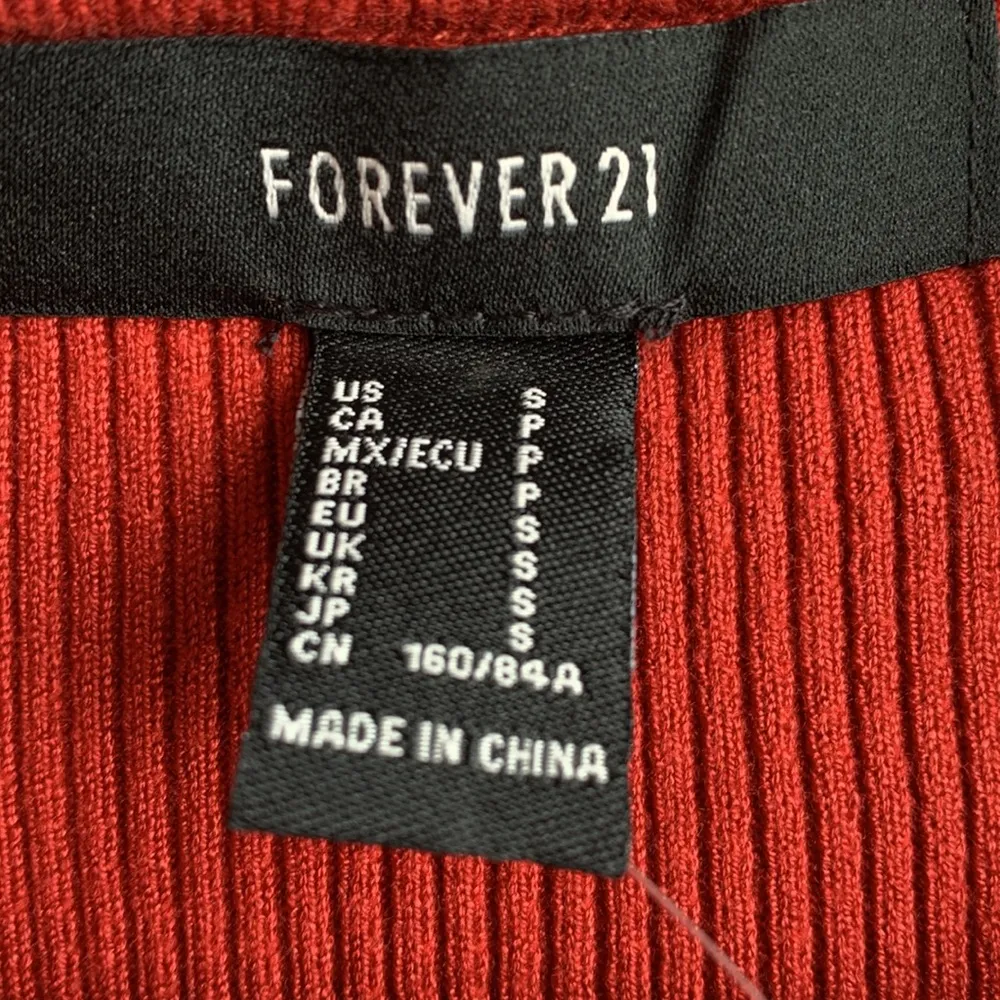 FOREVER 21
US S
CA P
MX/ECU P
BR P
EU S
UK S
KR S
JP S
CN 160/84A
MADE IN CHINA